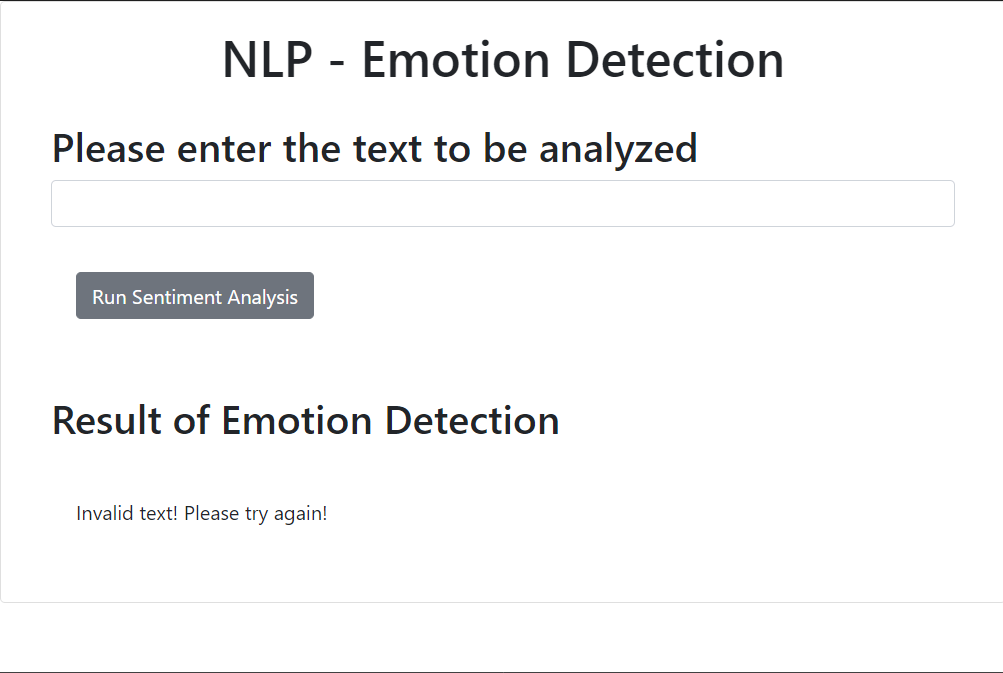 NLP - Emotion Detection
Please enter the text to be analyzed
Run Sentiment Analysis
Result of Emotion Detection
Invalid text! Please try again!